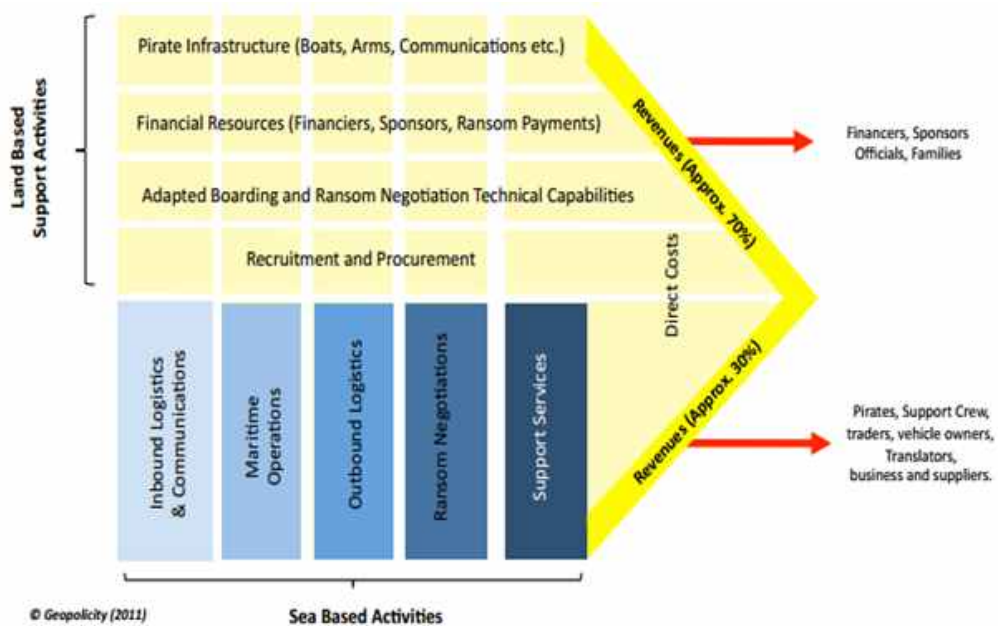 Pirate Infrastructure (Boats, Arms, Communications etc.)
Financial Resources (Financiers, Sponsors, Ransom Payments)
Adapted Boarding and Ransom Negotiation Technical Capabilities
Recruitment and Procurement
Land Based
Support Activities
Inbound Logistics
& Communications
Maritime
Operations
Outbound Logistics
Ransom Negotiations
Support Services
Direct Costs
Revenues (Approx. 70%)
Revenues (Approx. 30%)
Financers, Sponsors
Officials, Families
Pirates, Support Crew,
traders, vehicle owners,
Translators,
business and suppliers.
Sea Based Activities
© Geopolicity (2011)